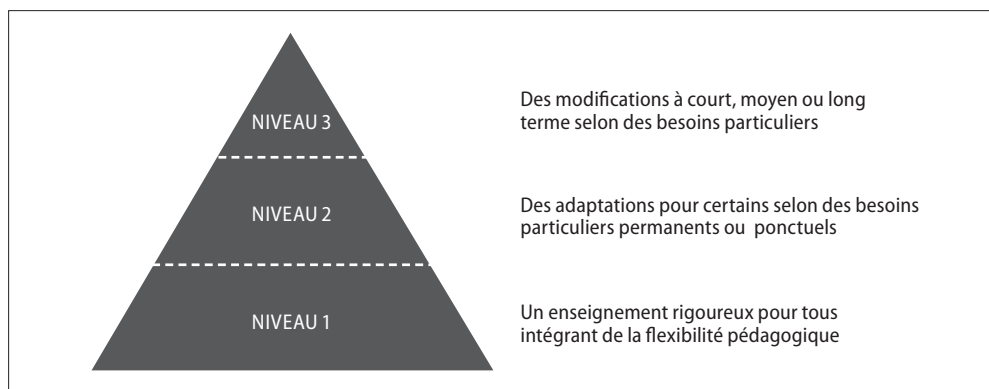 NIVEAU 3
Des modifications à court, moyen ou long
terme selon des besoins particuliers
NIVEAU 2
Des adaptations pour certains selon des besoins
particuliers permanents ou ponctuels
NIVEAU 1
Un enseignement rigoureux pour tous
intégrant de la flexibilité pédagogique